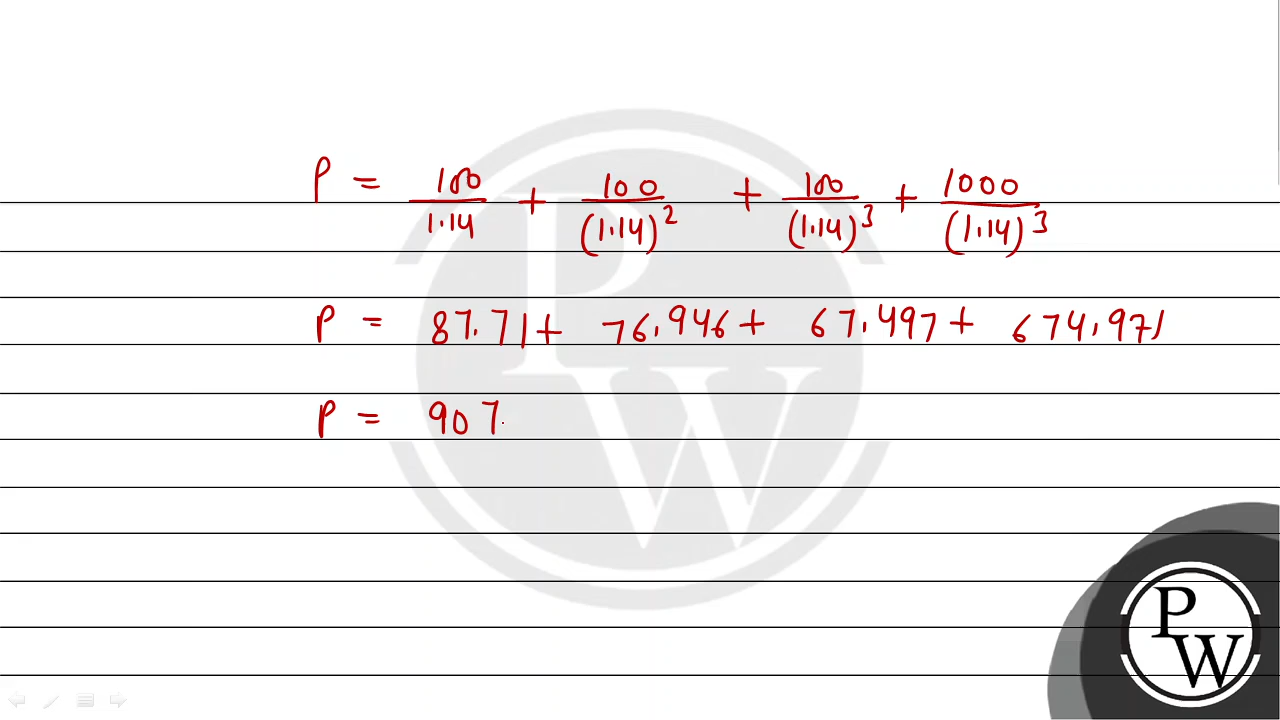 P = 100/1.14 + 100/(1.14)² + 100/(1.14)³ + 1000/(1.14)³
P = 87.71 + 76.946 + 67.497 + 674.971
P = 907.
P
W
P
W